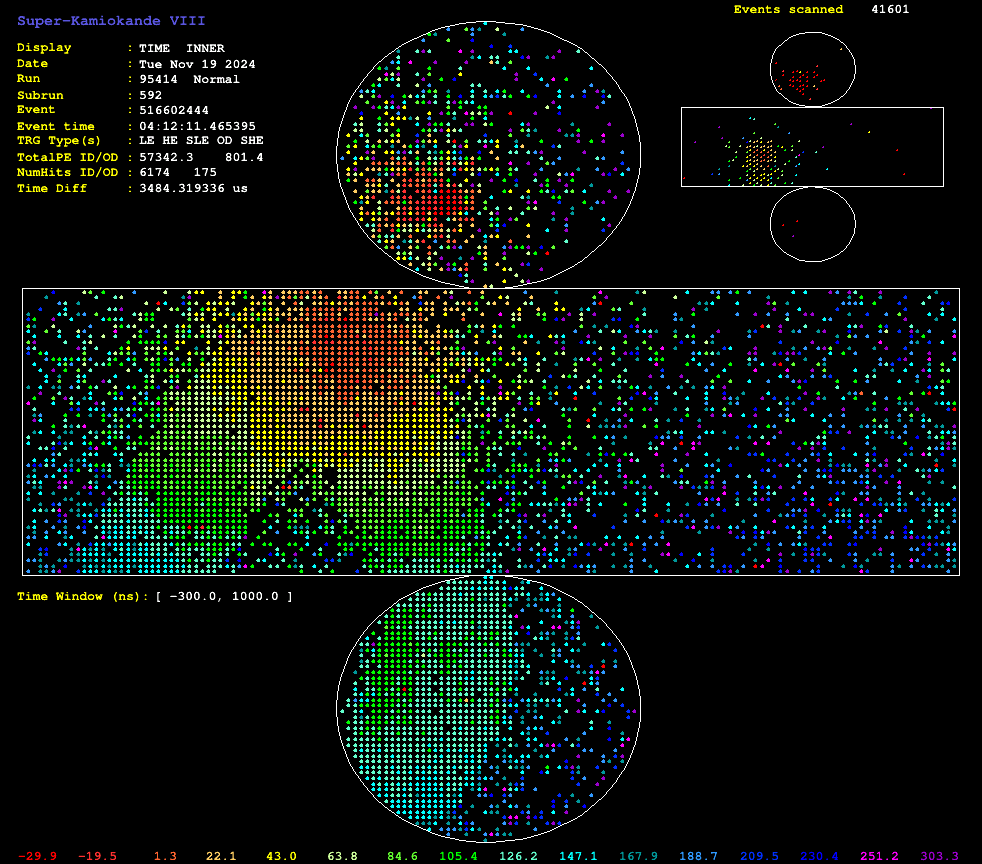 Super-Kamiokande VIII
Events scanned 41601
Display : TIME INNER
Date : Tue Nov 19 2024
Run : 95414 Normal
Subrun : 592
Event : 516602444
Event time : 04:12:11.465395
TRG Type(s) : LE HE SLE OD SHE
TotalPE ID/OD : 57342.3 801.4
NumHits ID/OD : 6174 175
Time Diff : 3484.319336 us
Time Window (ns): [ -300.0, 1000.0 ]
-29.9 -19.5 1.3 22.1 43.0 63.8 84.6 105.4 126.2 147.1 167.9 188.7 209.5 230.4 251.2 303.3